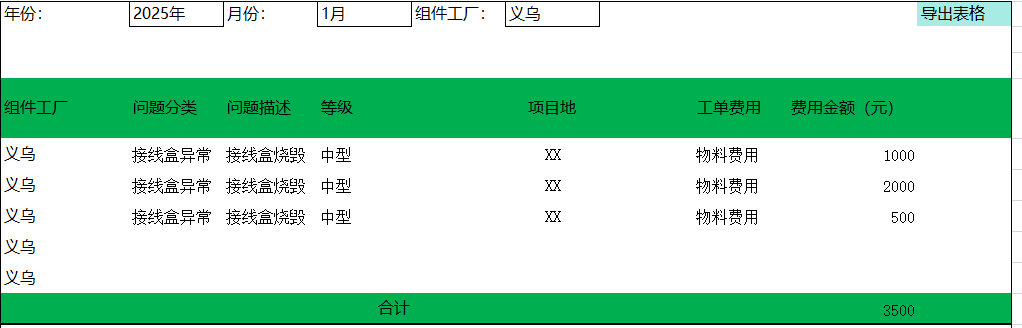 年份： 2025年 月份： 1月 组件工厂： 义乌 导出表格
组件工厂 问题分类 问题描述 等级 项目地 工单费用 费用金额（元）
义乌 接线盒异常 接线盒烧毁 中型 XX 物料费用 1000
义乌 接线盒异常 接线盒烧毁 中型 XX 物料费用 2000
义乌 接线盒异常 接线盒烧毁 中型 XX 物料费用 500
义乌
义乌
合计 3500